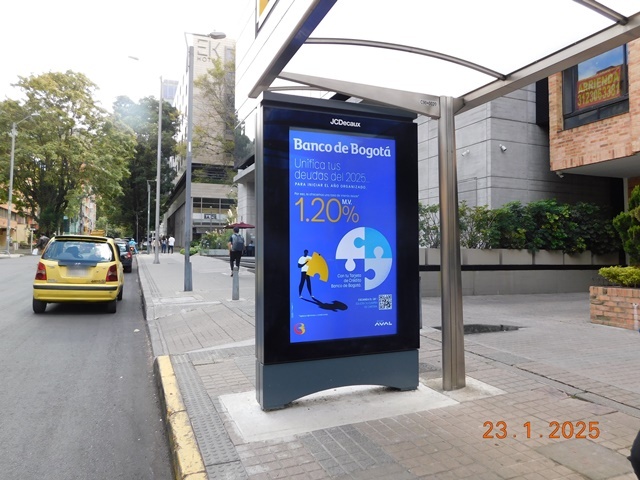 EK
JCDecaux
Banco de Bogotá
Unifica tus
deudas del 2025
PARA INICIAR EL AÑO ORGANIZADO
1.20% M.V.
Con tu Tarjeta
de Crédito
Banco de Bogotá
AVAL
23.1.2025